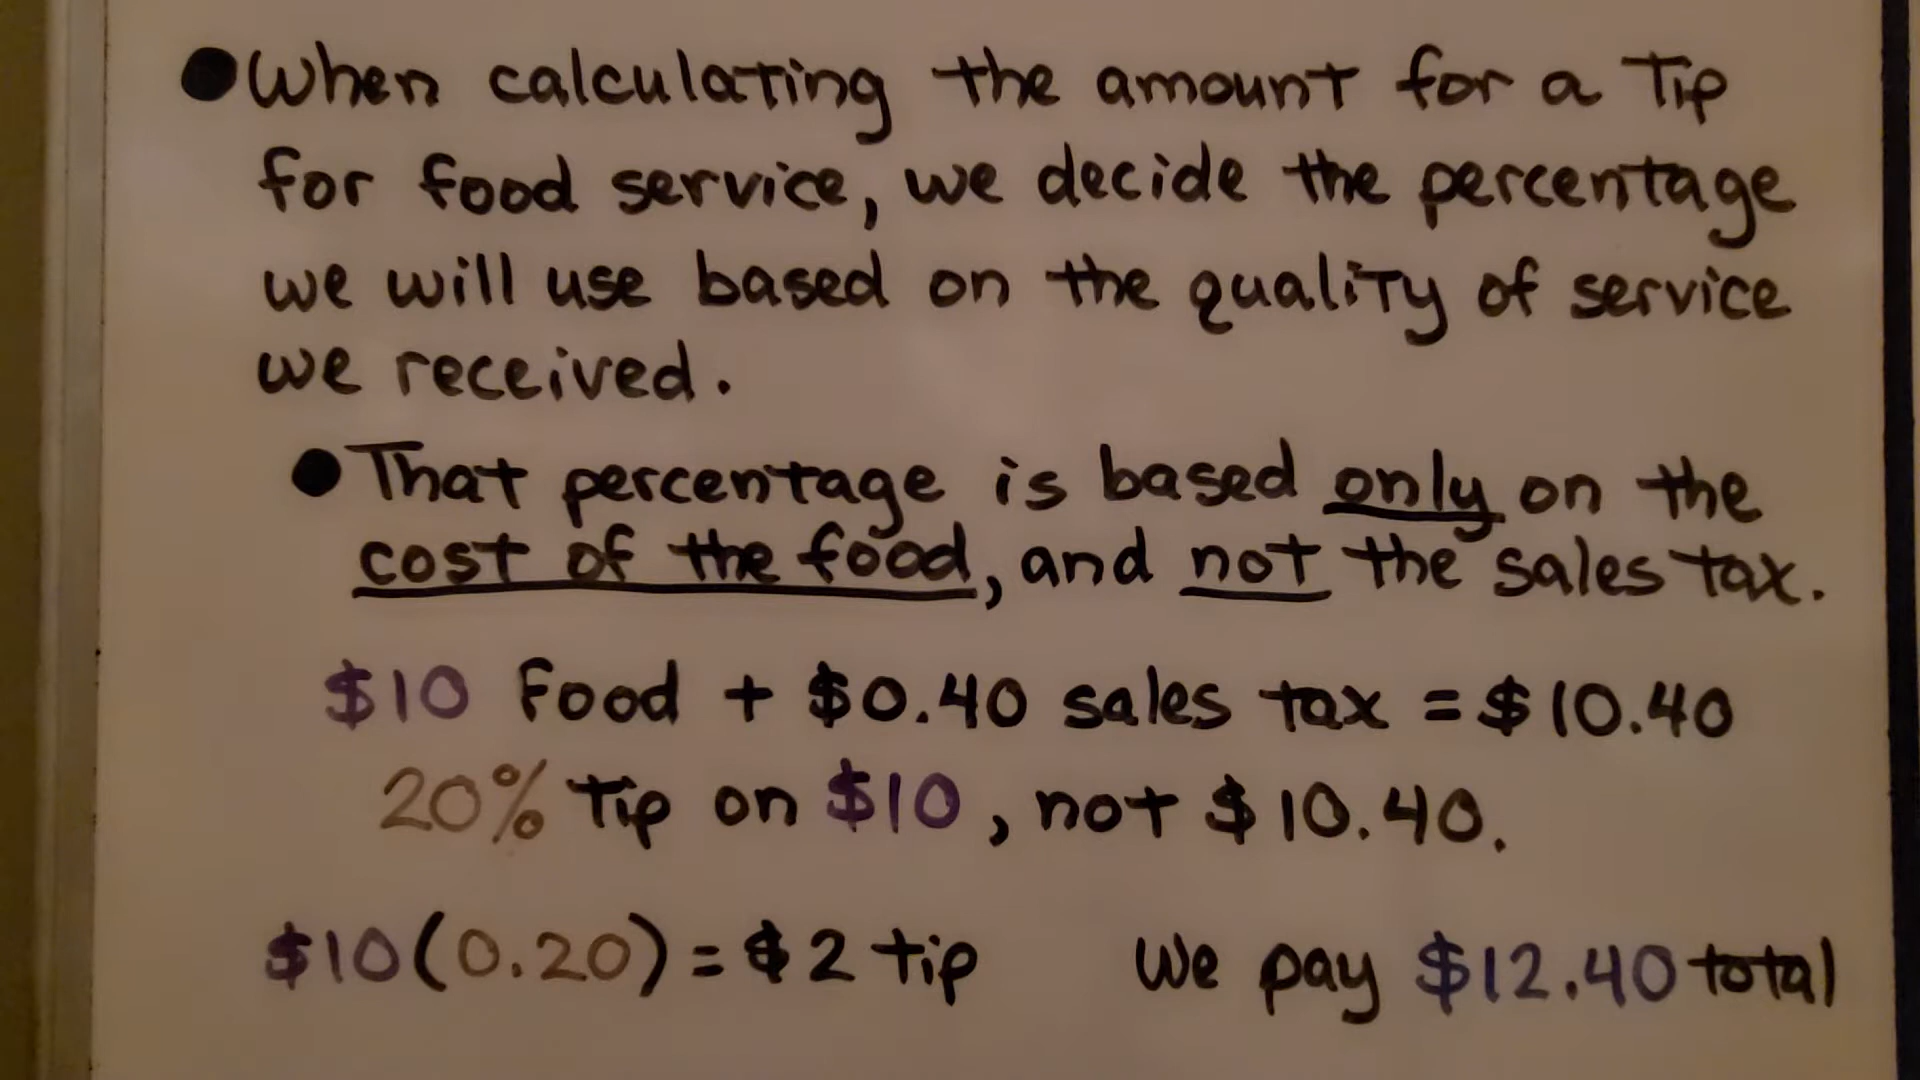 ●When calculating the amount for a Tip
for food service, we decide the percentage
we will use based on the quality of service
we received.
●That percentage is based only on the
cost of the food, and not the sales tax.
$10 Food + $0.40 sales tax = $10.40
20% Tip on $10, not $10.40.
$10(0.20) = $2 tip We pay $12.40 total